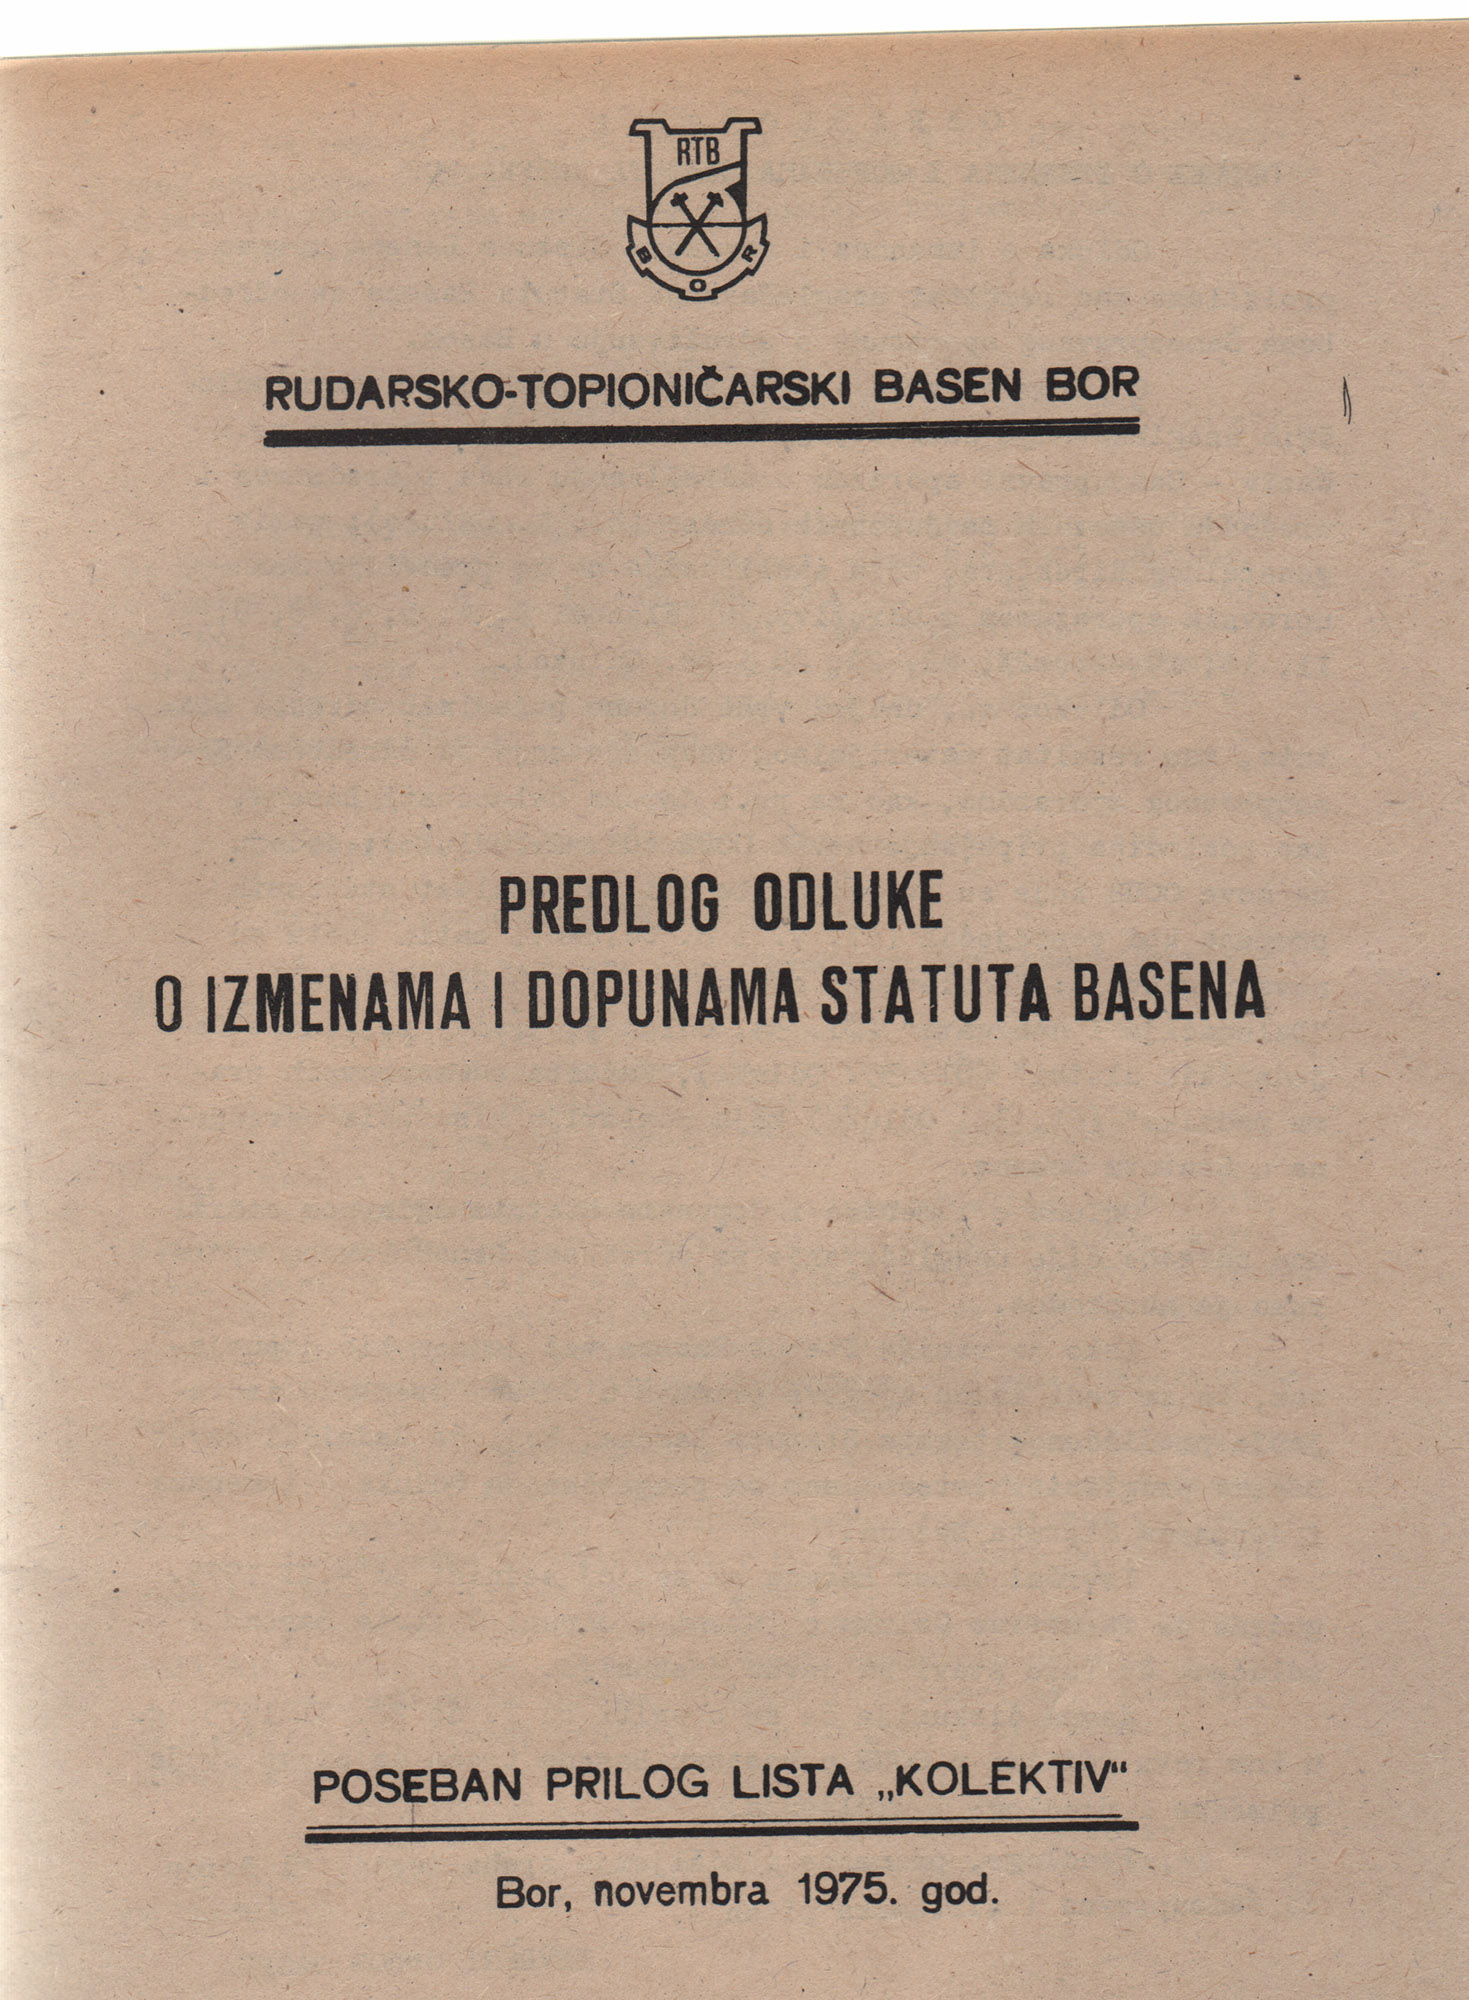 RTB
BOR
RUDARSKO-TOPIONIČARSKI BASEN BOR
PREDLOG ODLUKE
O IZMENAMA I DOPUNAMA STATUTA BASENA
POSEBAN PRILOG LISTA „KOLEKTIV“
Bor, novembra 1975. god.